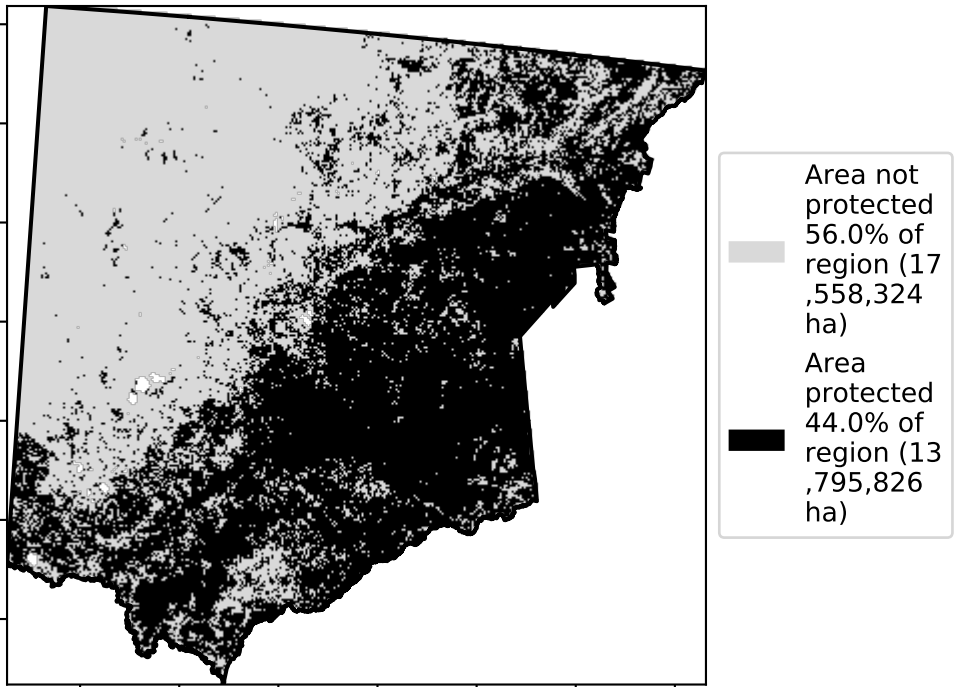 Area not
protected
56.0% of
region (17
,558,324
ha)
Area
protected
44.0% of
region (13
,795,826
ha)